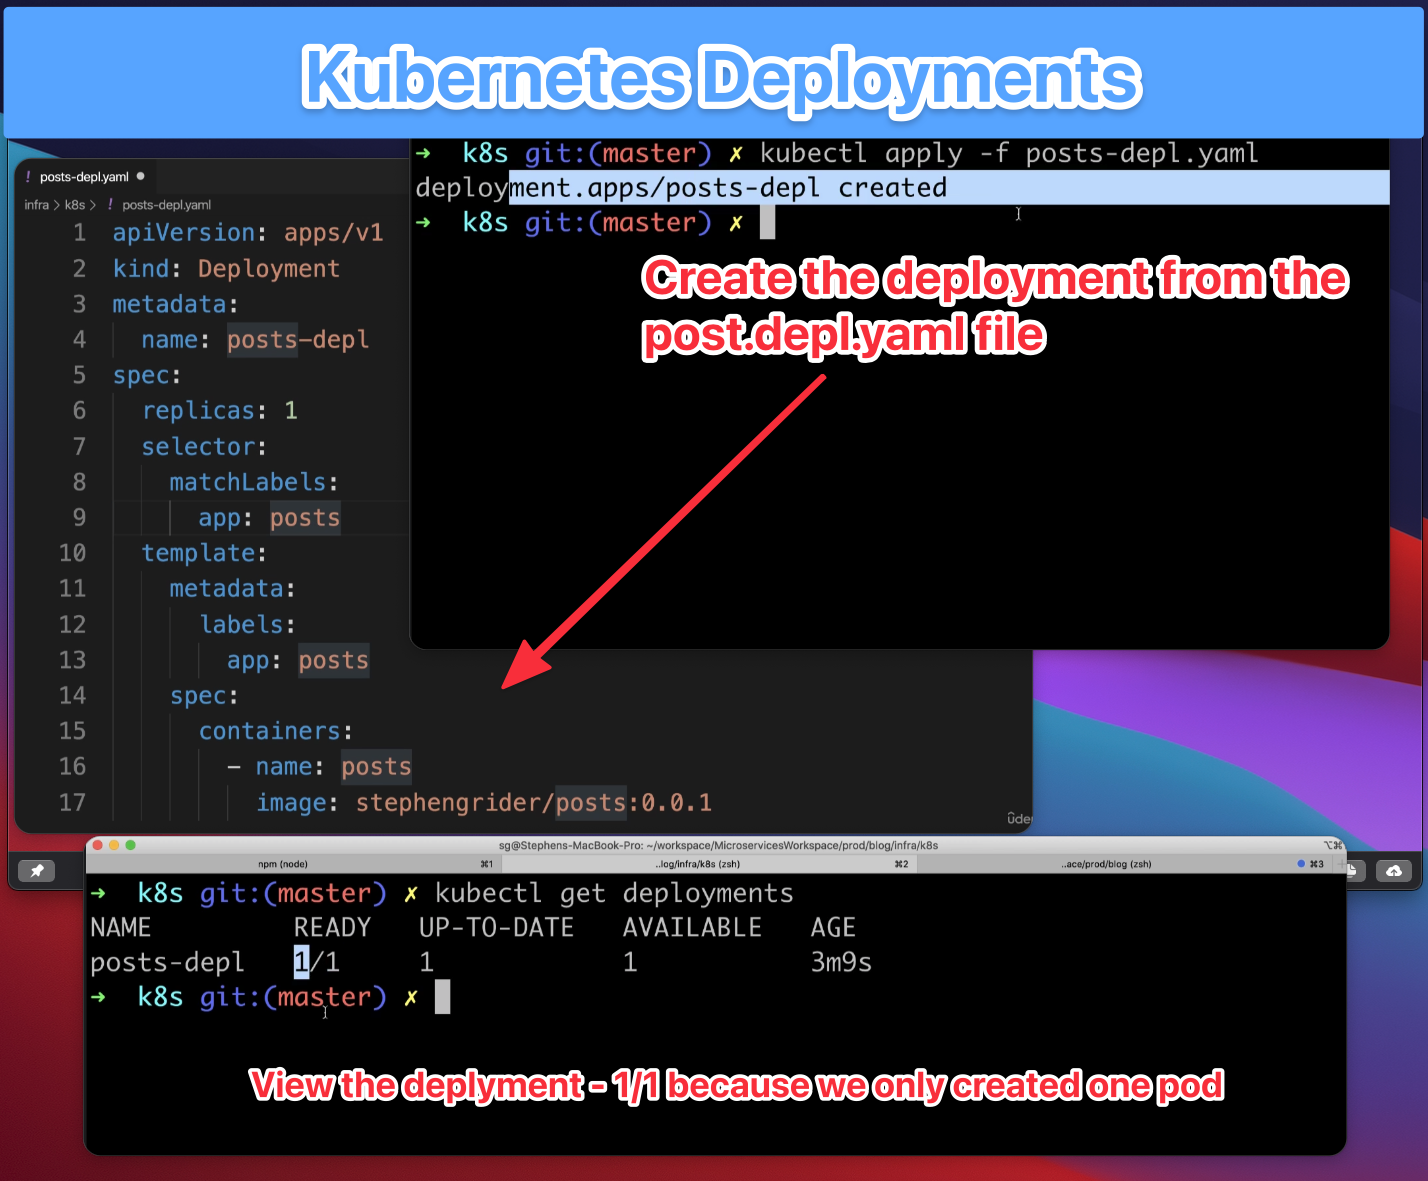 Kubernetes Deployments
➜ k8s git:(master) ✗ kubectl apply -f posts-depl.yaml
deployment.apps/posts-depl created
➜ k8s git:(master) ✗
Create the deployment from the
post.depl.yaml file
! posts-depl.yaml ●
infra > k8s > ! posts-depl.yaml
1 apiVersion: apps/v1
2 kind: Deployment
3 metadata:
4 name: posts-depl
5 spec:
6 replicas: 1
7 selector:
8 matchLabels:
9 app: posts
10 template:
11 metadata:
12 labels:
13 app: posts
14 spec:
15 containers:
16 - name: posts
17 image: stephengrider/posts:0.0.1
sg@Stephens-MacBook-Pro: ~/workspace/MicroservicesWorkspace/prod/blog/infra/k8s ⌥⌘
npm (node) ⌘1 ..log/infra/k8s (zsh) ⌘2 ..ace/prod/blog (zsh) ⌘3
➜ k8s git:(master) ✗ kubectl get deployments
NAME READY UP-TO-DATE AVAILABLE AGE
posts-depl 1/1 1 1 3m9s
➜ k8s git:(master) ✗
View the deplyment - 1/1 because we only created one pod